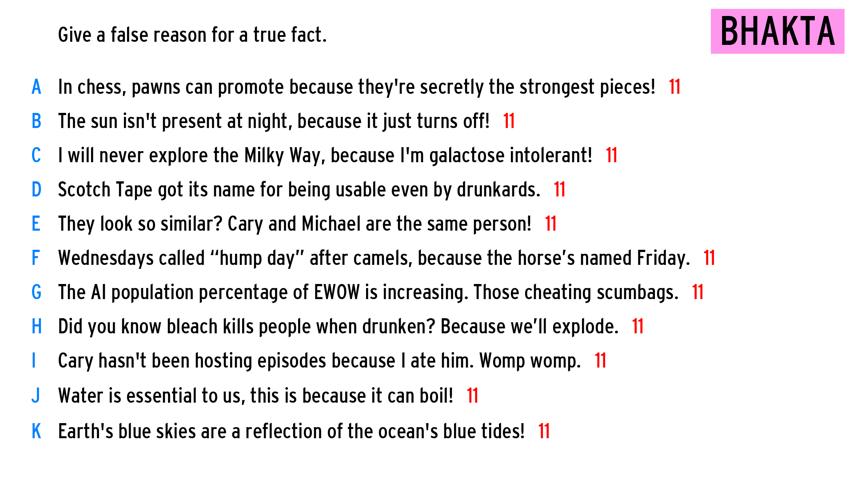 Give a false reason for a true fact.
BHAKTA
A In chess, pawns can promote because they're secretly the strongest pieces! 11
B The sun isn't present at night, because it just turns off! 11
C I will never explore the Milky Way, because I'm galactose intolerant! 11
D Scotch Tape got its name for being usable even by drunkards. 11
E They look so similar? Cary and Michael are the same person! 11
F Wednesdays called “hump day” after camels, because the horse’s named Friday. 11
G The AI population percentage of EWOW is increasing. Those cheating scumbags. 11
H Did you know bleach kills people when drunken? Because we’ll explode. 11
I Cary hasn't been hosting episodes because I ate him. Womp womp. 11
J Water is essential to us, this is because it can boil! 11
K Earth's blue skies are a reflection of the ocean's blue tides! 11